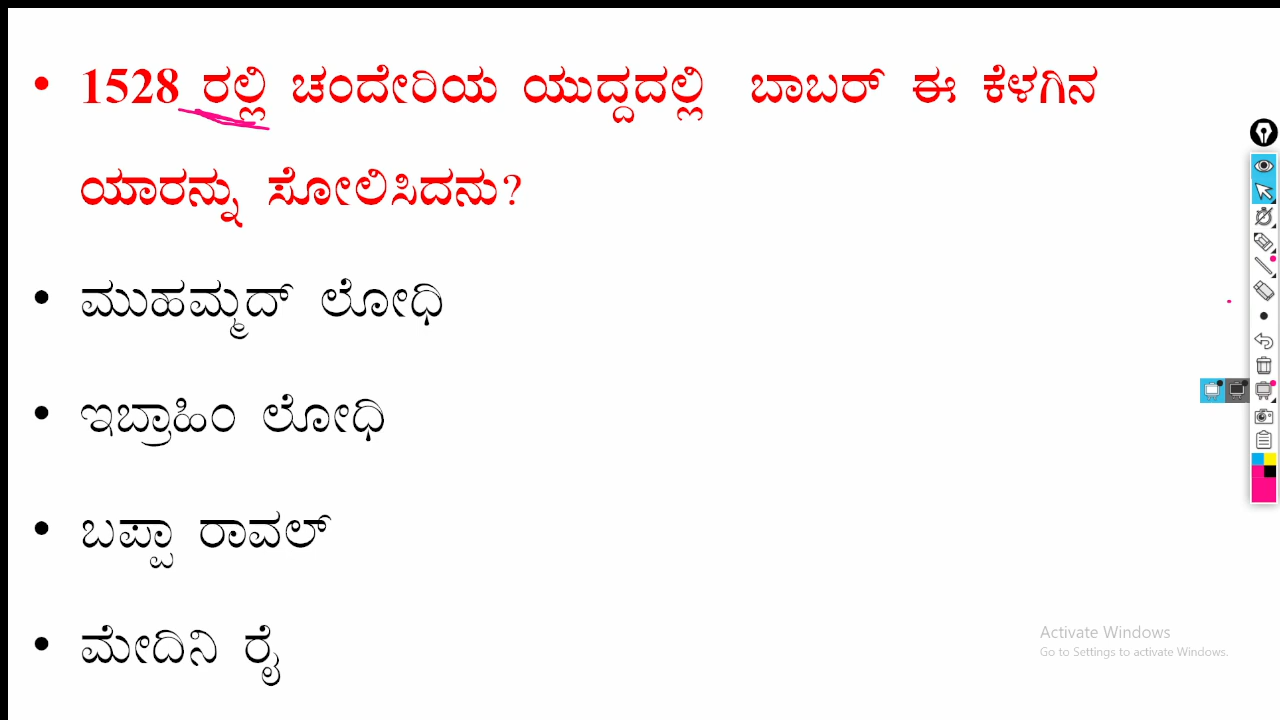 • 1528 ರಲ್ಲಿ ಚಂದೇರಿಯ ಯುದ್ದದಲ್ಲಿ ಬಾಬರ್ ಈ ಕೆಳಗಿನ
ಯಾರನ್ನು ಸೋಲಿಸಿದನು?
• ಮುಹಮ್ಮದ್ ಲೋಧಿ
• ಇಬ್ರಾಹಿಂ ಲೋಧಿ
• ಬಪ್ಪಾ ರಾವಲ್
• ಮೇದಿನಿ ರೈ
Activate Windows
Go to Settings to activate Windows.